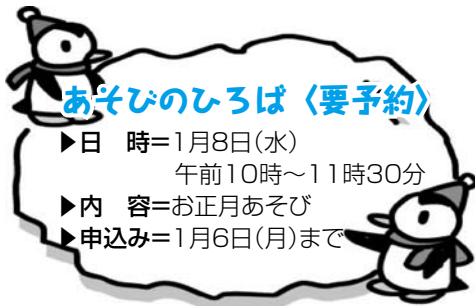 あそびのひろば〈要予約〉
▶日　時=1月8日(水)
午前10時～11時30分
▶内　容=お正月あそび
▶申込み=1月6日(月)まで